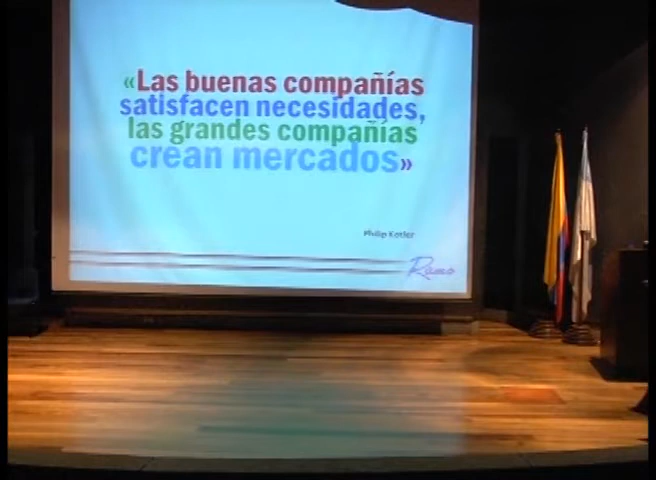 «Las buenas compañías
satisfacen necesidades,
las grandes compañías
crean mercados»
Philip Kotler
Ramo